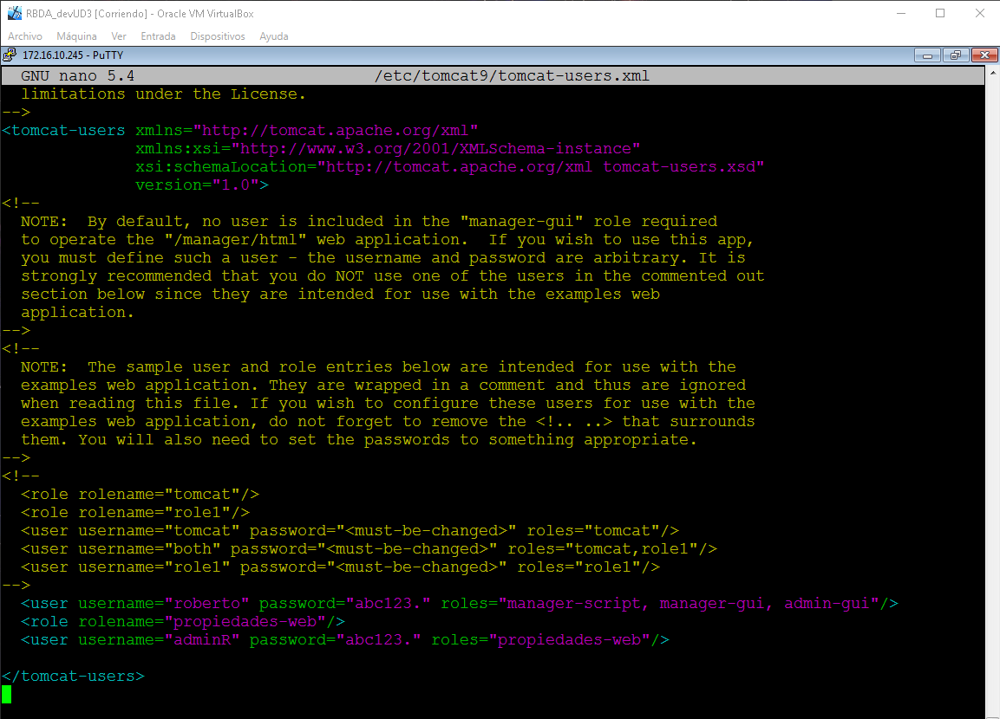 RBDA_devUD3 [Corriendo] - Oracle VM VirtualBox
Archivo Máquina Ver Entrada Dispositivos Ayuda
172.16.10.245 - PuTTY
GNU nano 5.4 /etc/tomcat9/tomcat-users.xml
limitations under the License.
-->
<tomcat-users xmlns="http://tomcat.apache.org/xml"
xmlns:xsi="http://www.w3.org/2001/XMLSchema-instance"
xsi:schemaLocation="http://tomcat.apache.org/xml tomcat-users.xsd"
version="1.0">
<!--
NOTE:  By default, no user is included in the "manager-gui" role required
to operate the "/manager/html" web application.  If you wish to use this app,
you must define such a user - the username and password are arbitrary. It is
strongly recommended that you do NOT use one of the users in the commented out
section below since they are intended for use with the examples web
application.
-->
<!--
NOTE:  The sample user and role entries below are intended for use with the
examples web application. They are wrapped in a comment and thus are ignored
when reading this file. If you wish to configure these users for use with the
examples web application, do not forget to remove the <!.. ..> that surrounds
them. You will also need to set the passwords to something appropriate.
-->
<!--
<role rolename="tomcat"/>
<role rolename="role1"/>
<user username="tomcat" password="<must-be-changed>" roles="tomcat"/>
<user username="both" password="<must-be-changed>" roles="tomcat,role1"/>
<user username="role1" password="<must-be-changed>" roles="role1"/>
-->
<user username="roberto" password="abc123." roles="manager-script, manager-gui, admin-gui"/>
<role rolename="propiedades-web"/>
<user username="adminR" password="abc123." roles="propiedades-web"/>
</tomcat-users>